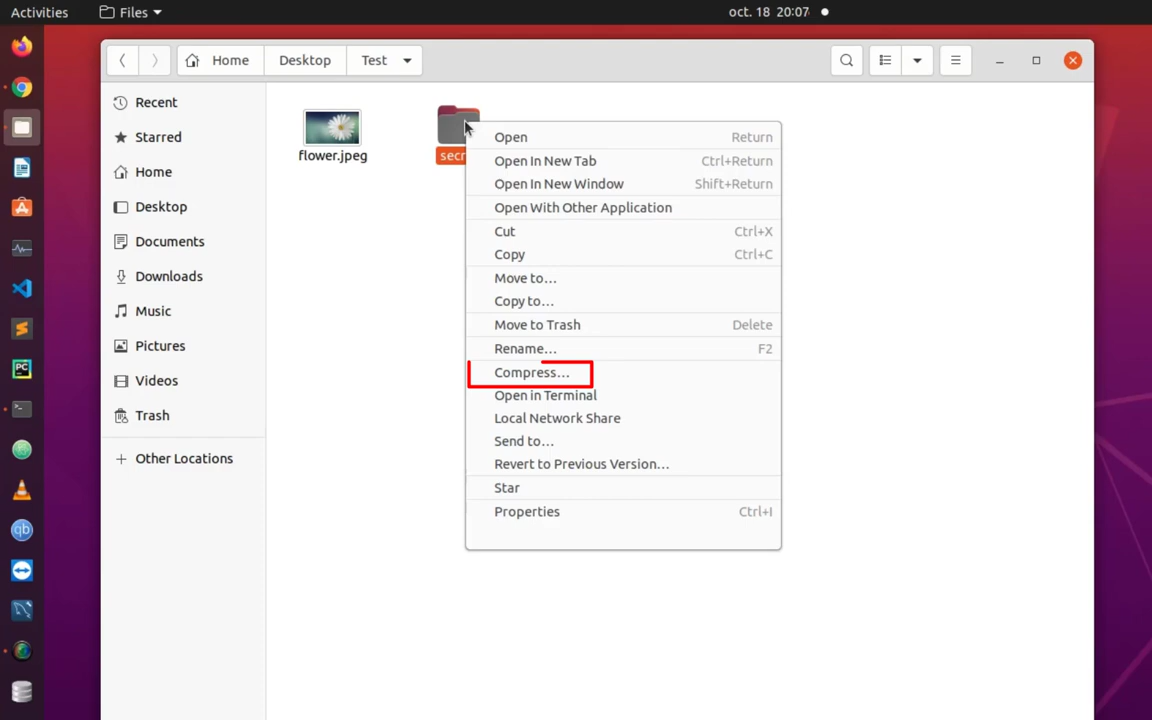 Activities
Files
oct. 18 20:07
Home
Desktop
Test
Recent
Starred
Home
Desktop
Documents
Downloads
Music
Pictures
Videos
Trash
Other Locations
flower.jpeg
secr
Open Return
Open In New Tab Ctrl+Return
Open In New Window Shift+Return
Open With Other Application
Cut Ctrl+X
Copy Ctrl+C
Move to…
Copy to…
Move to Trash Delete
Rename… F2
Compress…
Open in Terminal
Local Network Share
Send to…
Revert to Previous Version…
Star
Properties Ctrl+I
PC
qb